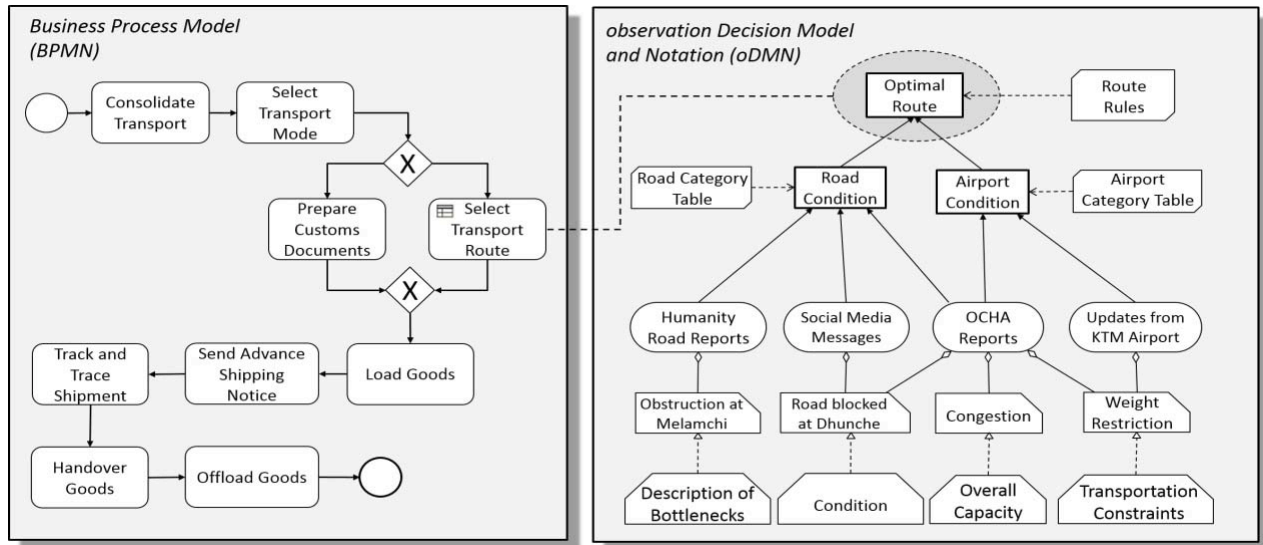 Business Process Model
(BPMN)
Consolidate
Transport
Select
Transport
Mode
X
Prepare
Customs
Documents
Select
Transport
Route
X
Track and
Trace
Shipment
Send Advance
Shipping
Notice
Load Goods
Handover
Goods
Offload Goods
observation Decision Model
and Notation (oDMN)
Optimal
Route
Route
Rules
Road Category
Table
Road
Condition
Airport
Condition
Airport
Category Table
Humanity
Road Reports
Social Media
Messages
OCHA
Reports
Updates from
KTM Airport
Obstruction at
Melamchi
Road blocked
at Dhunche
Congestion
Weight
Restriction
Description of
Bottlenecks
Condition
Overall
Capacity
Transportation
Constraints